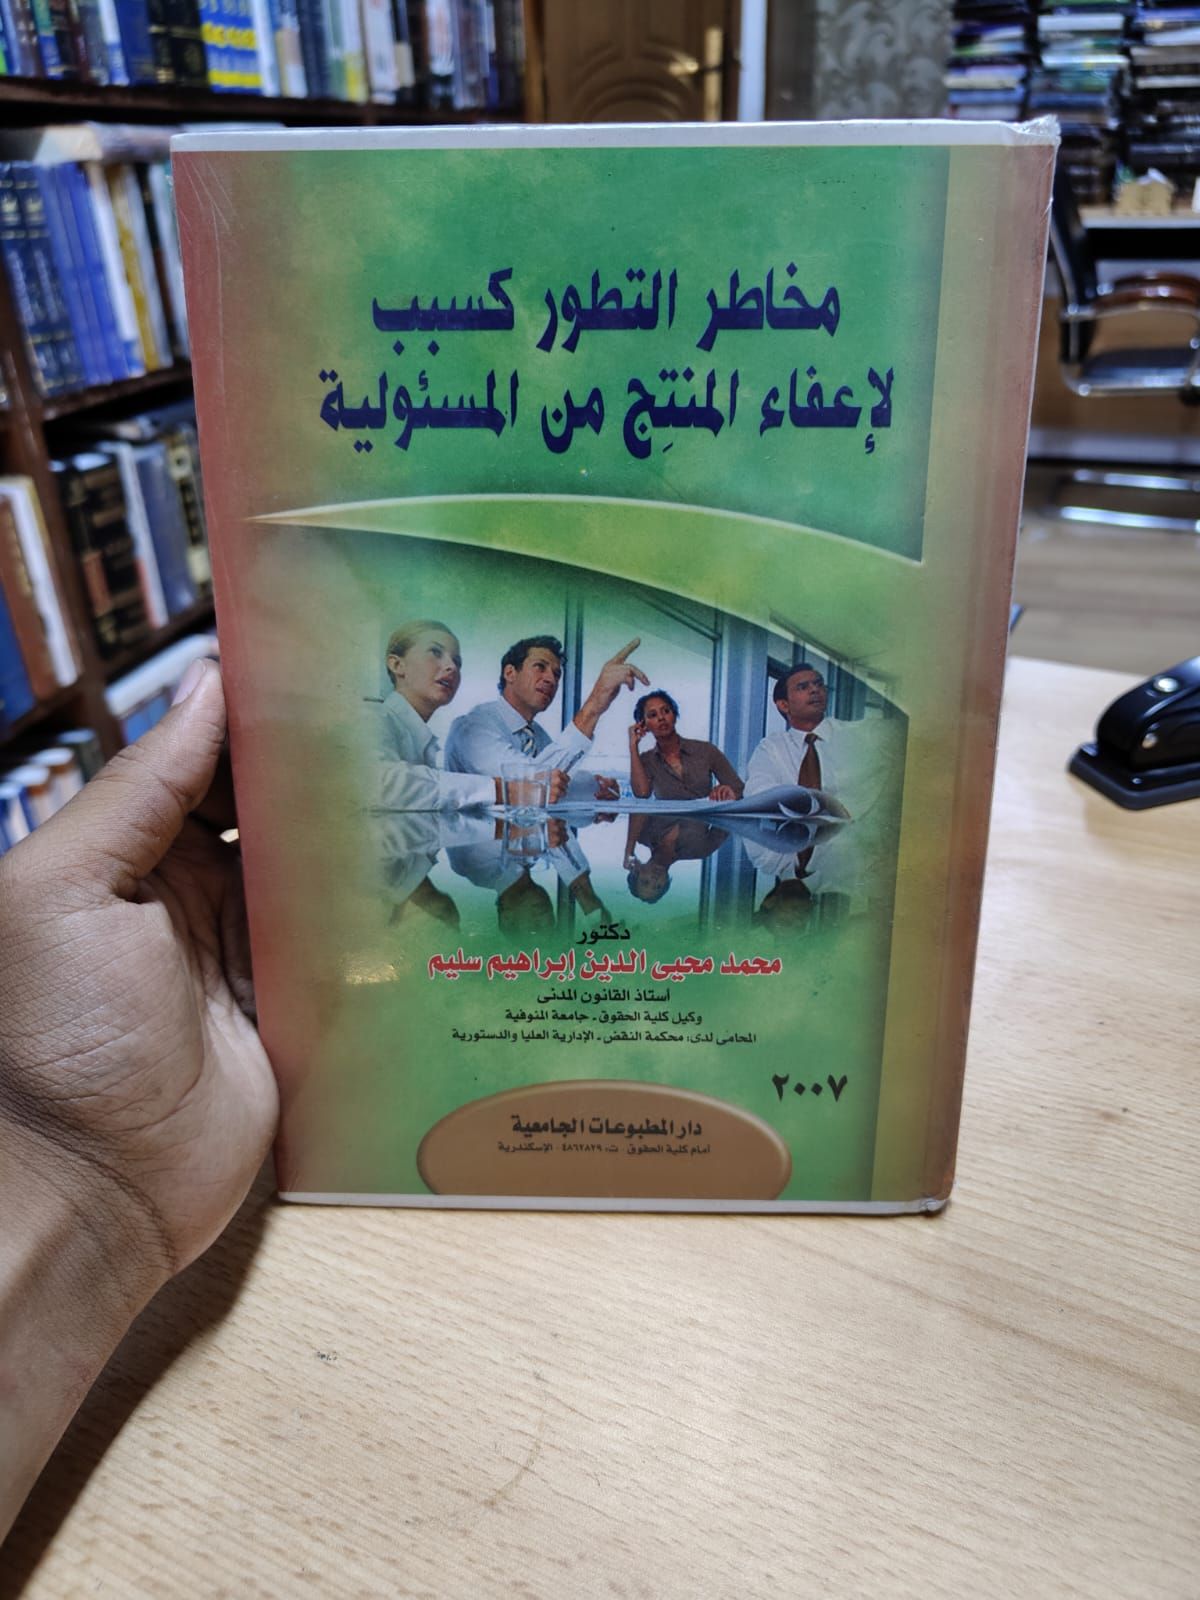 مخاطر التطور كسبب
لإعفاء المنتِج من المسئولية
دكتور
محمد محيى الدين إبراهيم سليم
أستاذ القانون المدنى
وكيل كلية الحقوق - جامعة المنوفية
المحامى لدى: محكمة النقض - الإدارية العليا والدستورية
٢٠٠٧
دار المطبوعات الجامعية
أمام كلية الحقوق - ت: ٤٨٦٢٨٢٩ - الإسكندرية